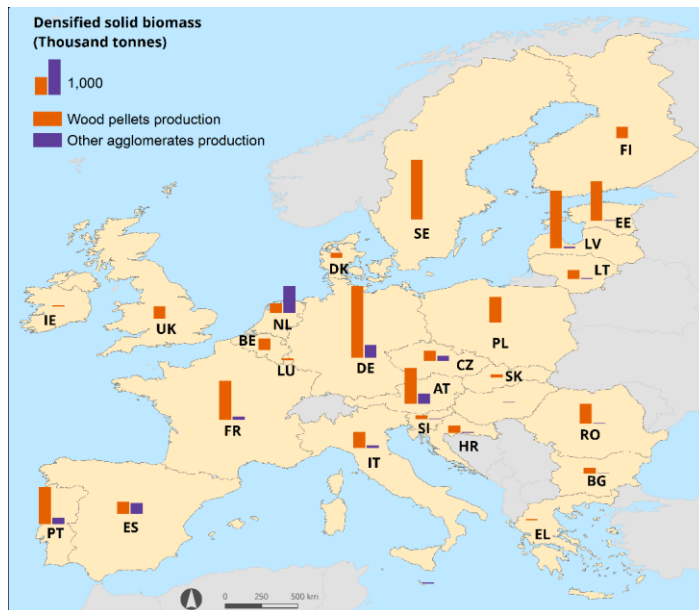 Densified solid biomass
(Thousand tonnes)
1,000
Wood pellets production
Other agglomerates production
FI
SE
EE
LV
LT
DK
IE
UK
NL
BE
LU
DE
PL
CZ
SK
AT
FR
SI
HR
RO
IT
BG
PT
ES
EL
0 250 500 km